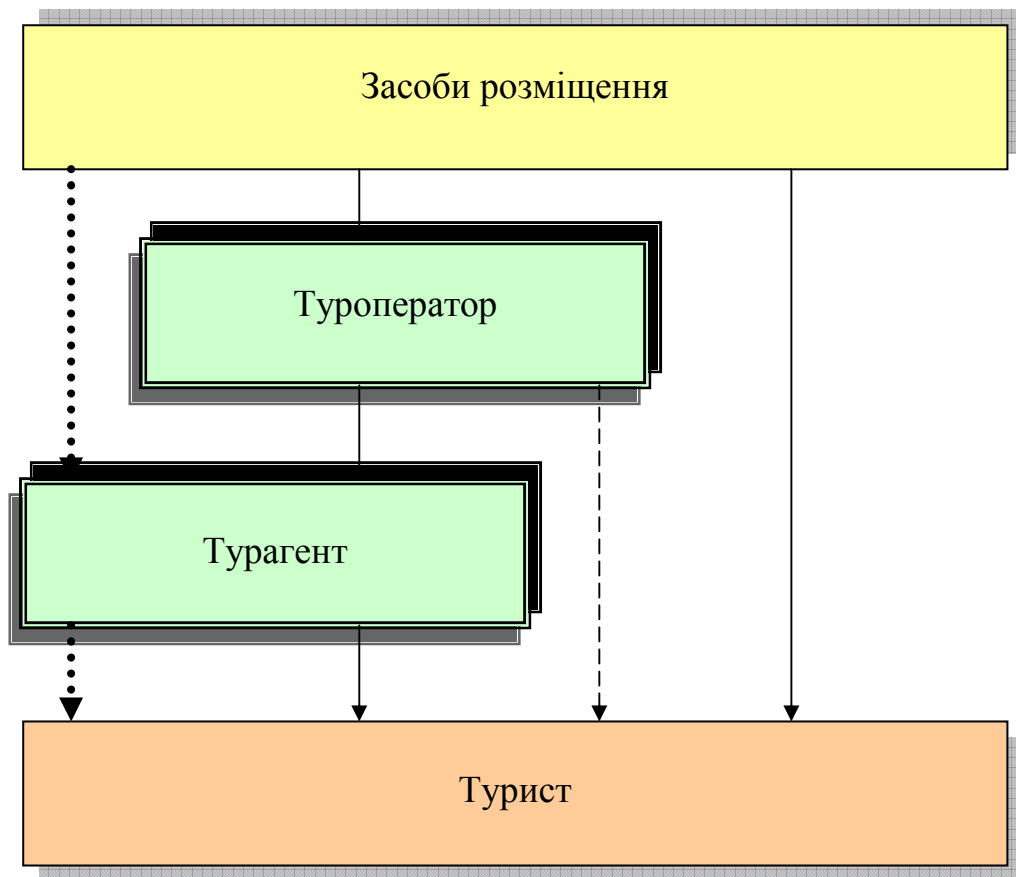 Засоби розміщення
Туроператор
Турагент
Турист